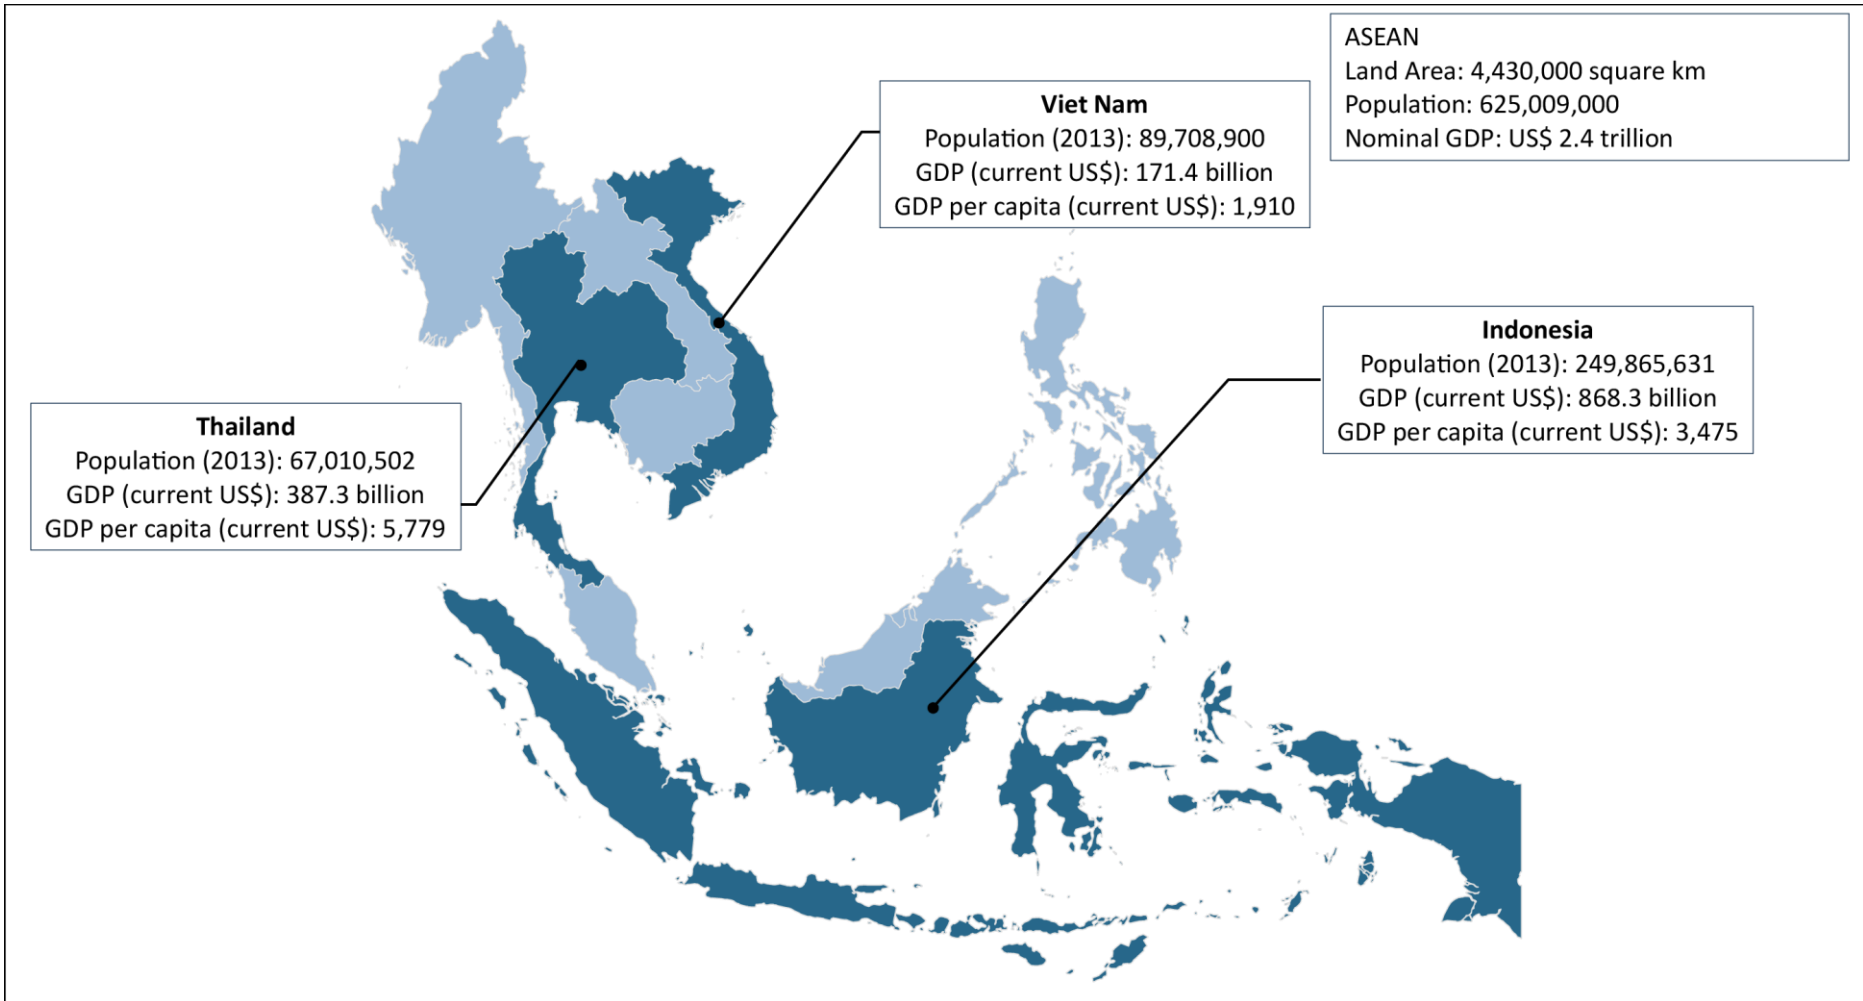 ASEAN
Land Area: 4,430,000 square km
Population: 625,009,000
Nominal GDP: US$ 2.4 trillion
Viet Nam
Population (2013): 89,708,900
GDP (current US$): 171.4 billion
GDP per capita (current US$): 1,910
Indonesia
Population (2013): 249,865,631
GDP (current US$): 868.3 billion
GDP per capita (current US$): 3,475
Thailand
Population (2013): 67,010,502
GDP (current US$): 387.3 billion
GDP per capita (current US$): 5,779